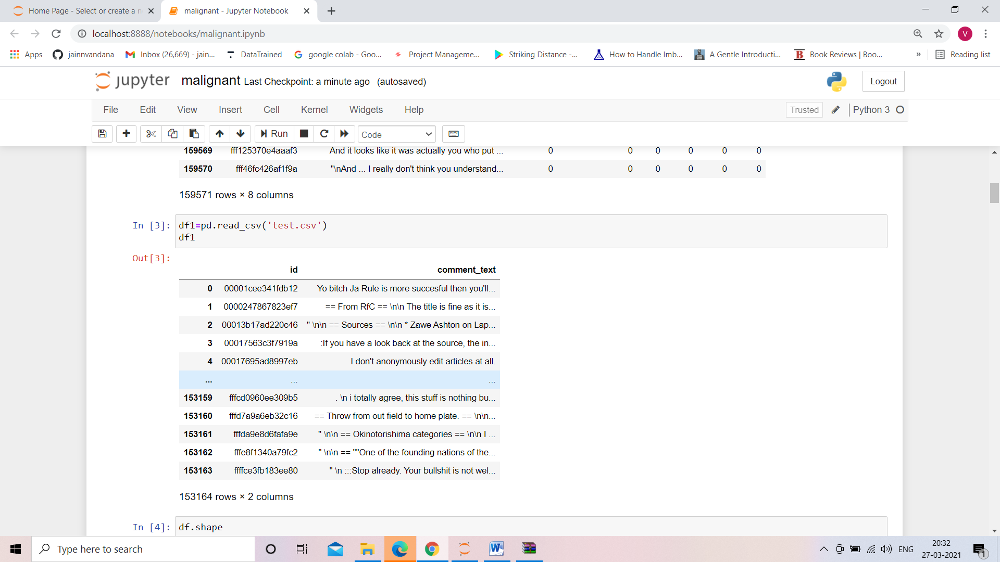 Home Page - Select or create a n
malignant - Jupyter Notebook
localhost:8888/notebooks/malignant.ipynb
V
Apps
jainnvandana
Inbox (26,669) - jain...
DataTrained
google colab - Goo...
Project Manageme...
Striking Distance -...
How to Handle Imb...
A Gentle Introducti...
B
Book Reviews | Boo...
»
Reading list
jupyter
malignant Last Checkpoint: a minute ago (autosaved)
Logout
File Edit View Insert Cell Kernel Widgets Help
Trusted
Python 3
Run
Code
159569 fff125370e4aaaf3 And it looks like it was actually you who put ... 0 0 0 0 0 0
159570 fff46fc426af1f9a "\nAnd ... I really don't think you understand... 0 0 0 0 0 0
159571 rows × 8 columns
In [3]: df1=pd.read_csv('test.csv')
df1
Out[3]:
id comment_text
0 00001cee341fdb12 Yo bitch Ja Rule is more succesful then you'll...
1 0000247867823ef7 == From RfC == \n\n The title is fine as it is...
2 00013b17ad220c46 " \n\n == Sources == \n\n * Zawe Ashton on Lap...
3 00017563c3f7919a :If you have a look back at the source, the in...
4 00017695ad8997eb I don't anonymously edit articles at all.
... ... ...
153159 fffcd0960ee309b5 . \n i totally agree, this stuff is nothing bu...
153160 fffd7a9a6eb32c16 == Throw from out field to home plate. == \n\n...
153161 fffda9e8d6fafa9e " \n\n == Okinotorishima categories == \n\n I ...
153162 fffe8f1340a79fc2 " \n\n == ""One of the founding nations of the...
153163 ffffce3fb183ee80 " \n :::Stop already. Your bullshit is not wel...
153164 rows × 2 columns
In [4]: df.shape
Type here to search
ENG
20:32
27-03-2021
1